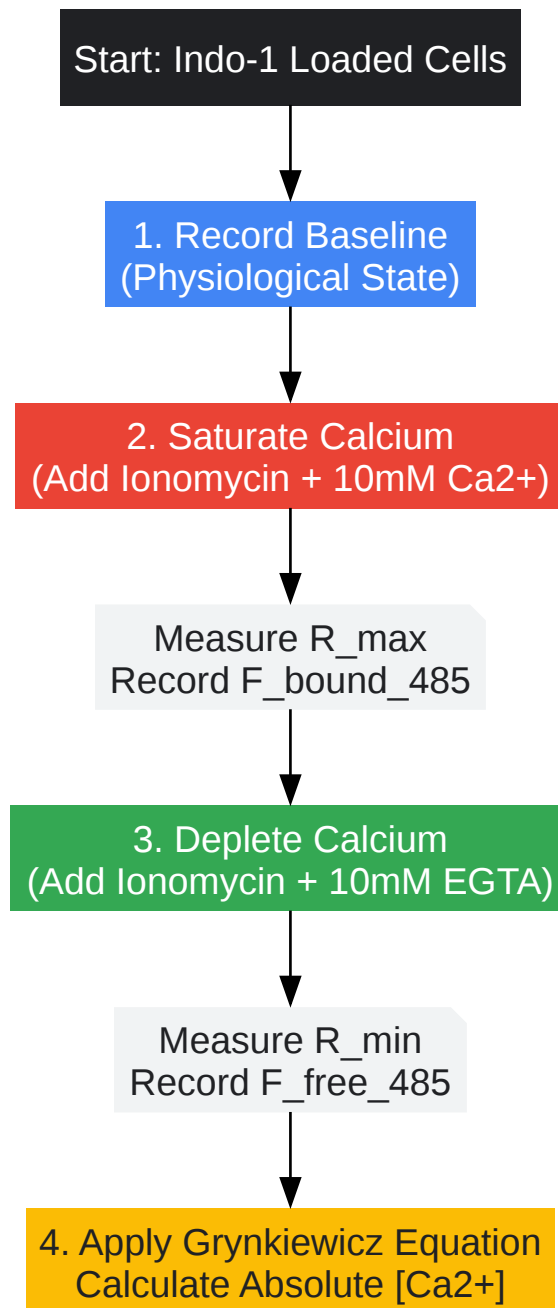 Start: Indo-1 Loaded Cells
1. Record Baseline
(Physiological State)
2. Saturate Calcium
(Add Ionomycin + 10mM Ca2+)
Measure R_max
Record F_bound_485
3. Deplete Calcium
(Add Ionomycin + 10mM EGTA)
Measure R_min
Record F_free_485
4. Apply Grynkiewicz Equation
Calculate Absolute [Ca2+]